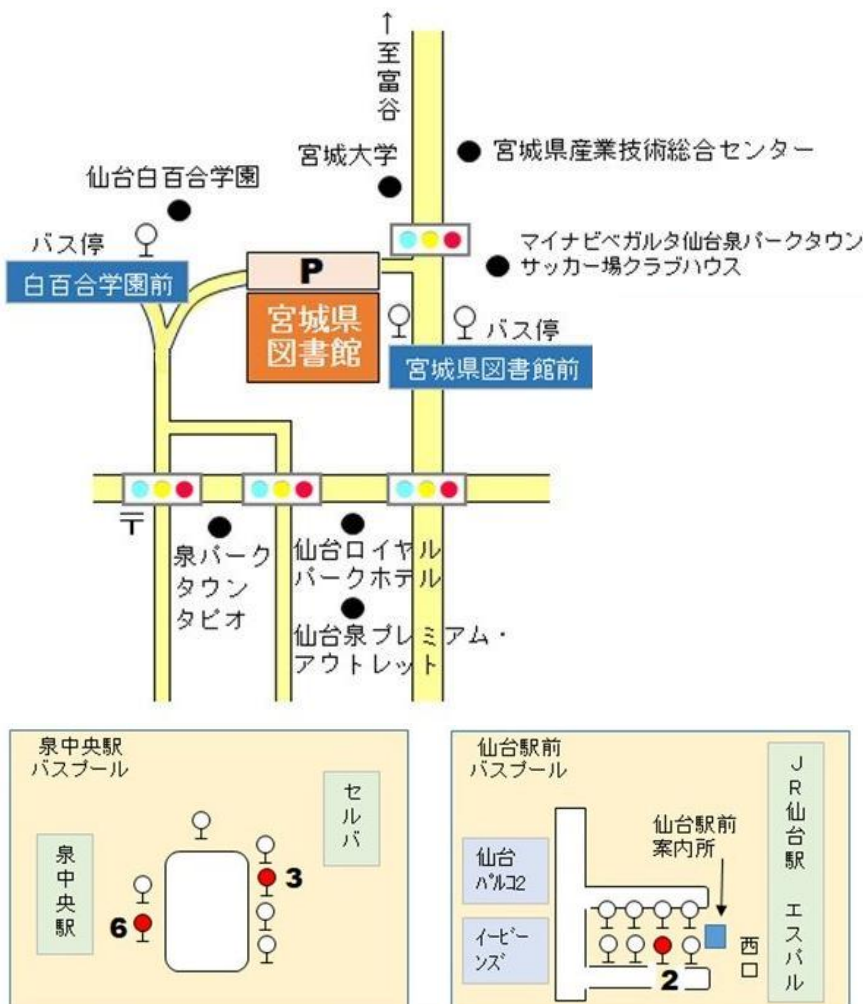 ↑至富谷
宮城大学
宮城県産業技術総合センター
仙台白百合学園
バス停
白百合学園前
P
マイナビベガルタ仙台泉パークタウン
サッカー場クラブハウス
宮城県
図書館
バス停
宮城県図書館前
〒
泉パーク
タウン
タピオ
仙台ロイヤル
パークホテル
仙台泉プレミアム・
アウトレット
泉中央駅
バスプール
セルバ
泉中央駅
3
6
仙台駅前
バスプール
JR仙台駅 エスパル
仙台駅前
案内所
仙台
パルコ2
イービー
ンズ
西口
2